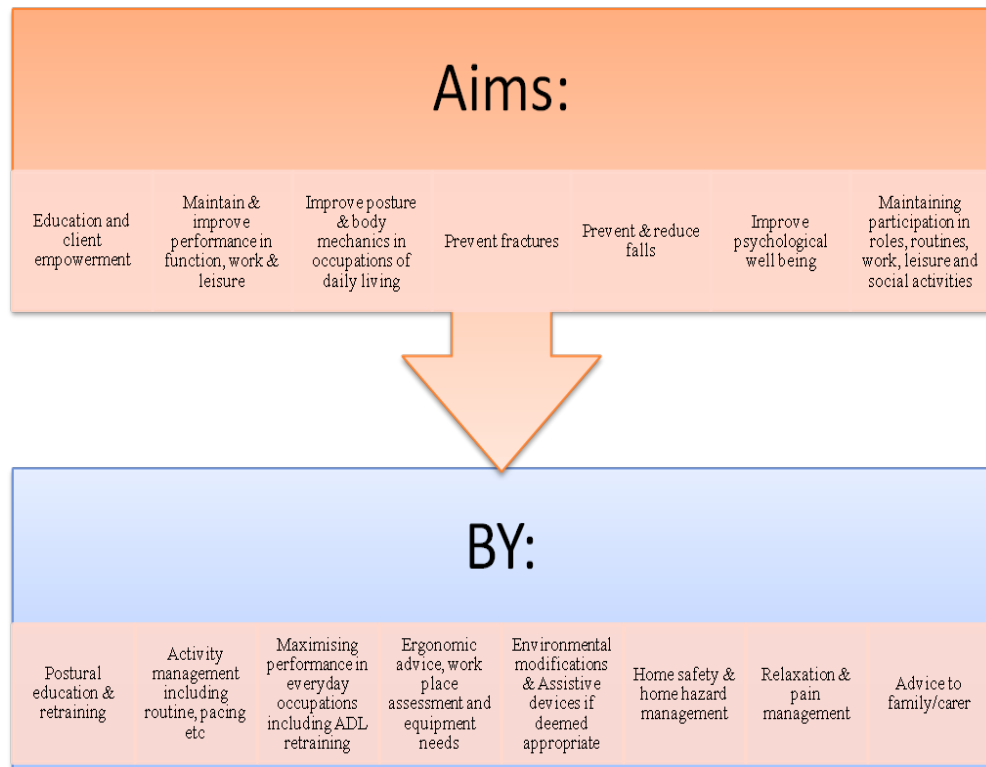 Aims:
Education and
client
empowerment
Maintain &
improve
performance in
function, work &
leisure
Improve posture
& body
mechanics in
occupations of
daily living
Prevent fractures
Prevent & reduce
falls
Improve
psychological
well being
Maintaining
participation in
roles, routines,
work, leisure and
social activities
BY:
Postural
education &
retraining
Activity
management
including
routine, pacing
etc
Maximising
performance in
everyday
occupations
including ADL
retraining
Ergonomic
advice, work
place
assessment and
equipment
needs
Environmental
modifications
& Assistive
devices if
deemed
appropriate
Home safety &
home hazard
management
Relaxation &
pain
management
Advice to
family/carer